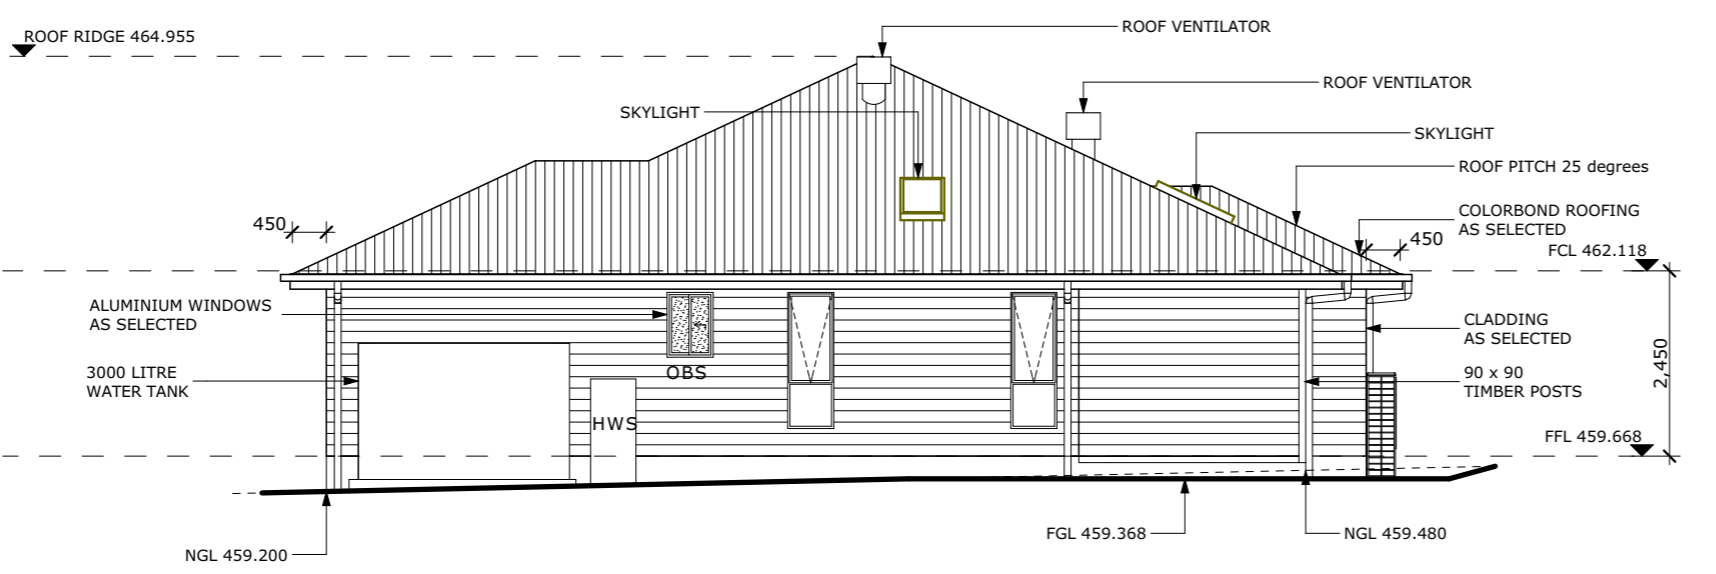 ROOF VENTILATOR
ROOF RIDGE 464.955
ROOF VENTILATOR
SKYLIGHT
SKYLIGHT
ROOF PITCH 25 degrees
COLORBOND ROOFING
AS SELECTED
450
450
FCL 462.118
ALUMINIUM WINDOWS
AS SELECTED
CLADDING
AS SELECTED
3000 LITRE
WATER TANK
OBS
90 x 90
TIMBER POSTS
2,450
HWS
FFL 459.668
FGL 459.368
NGL 459.480
NGL 459.200